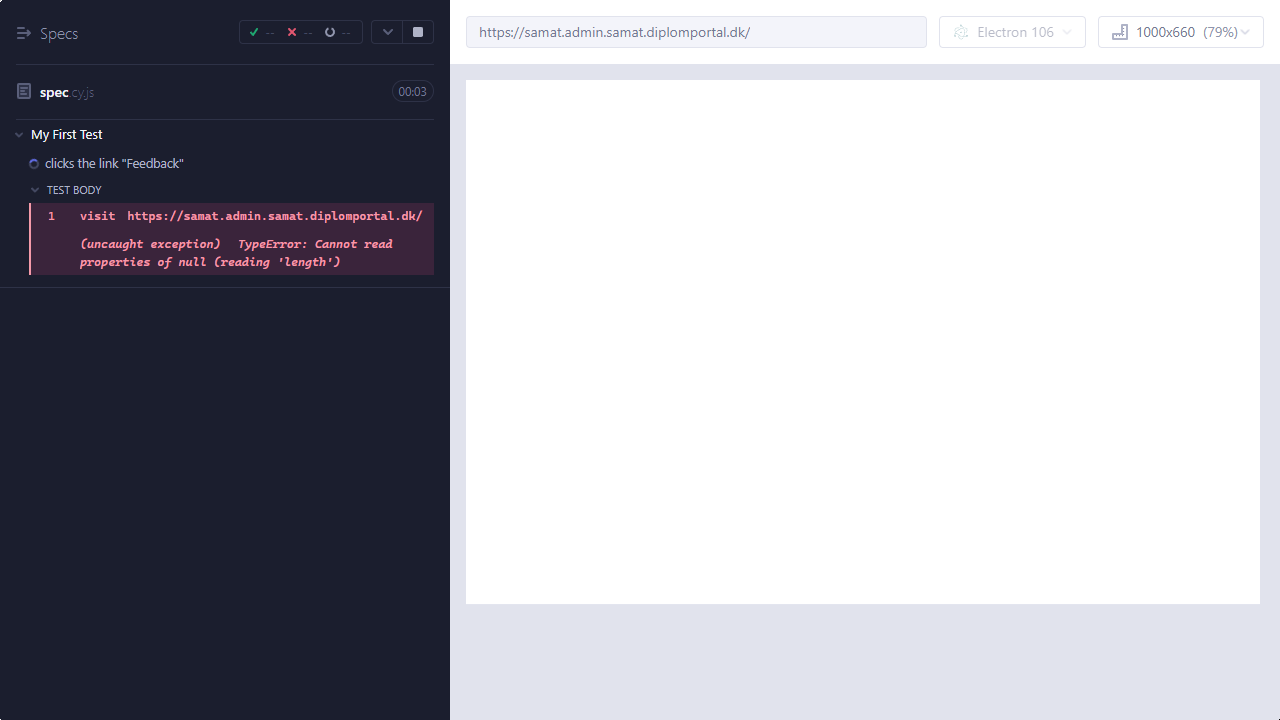 Specs
--
--
--
https://samat.admin.samat.diplomportal.dk/
Electron 106
1000x660 (79%)
spec.cy.js
00:03
My First Test
clicks the link "Feedback"
TEST BODY
1 visit https://samat.admin.samat.diplomportal.dk/
(uncaught exception) TypeError: Cannot read
properties of null (reading 'length')